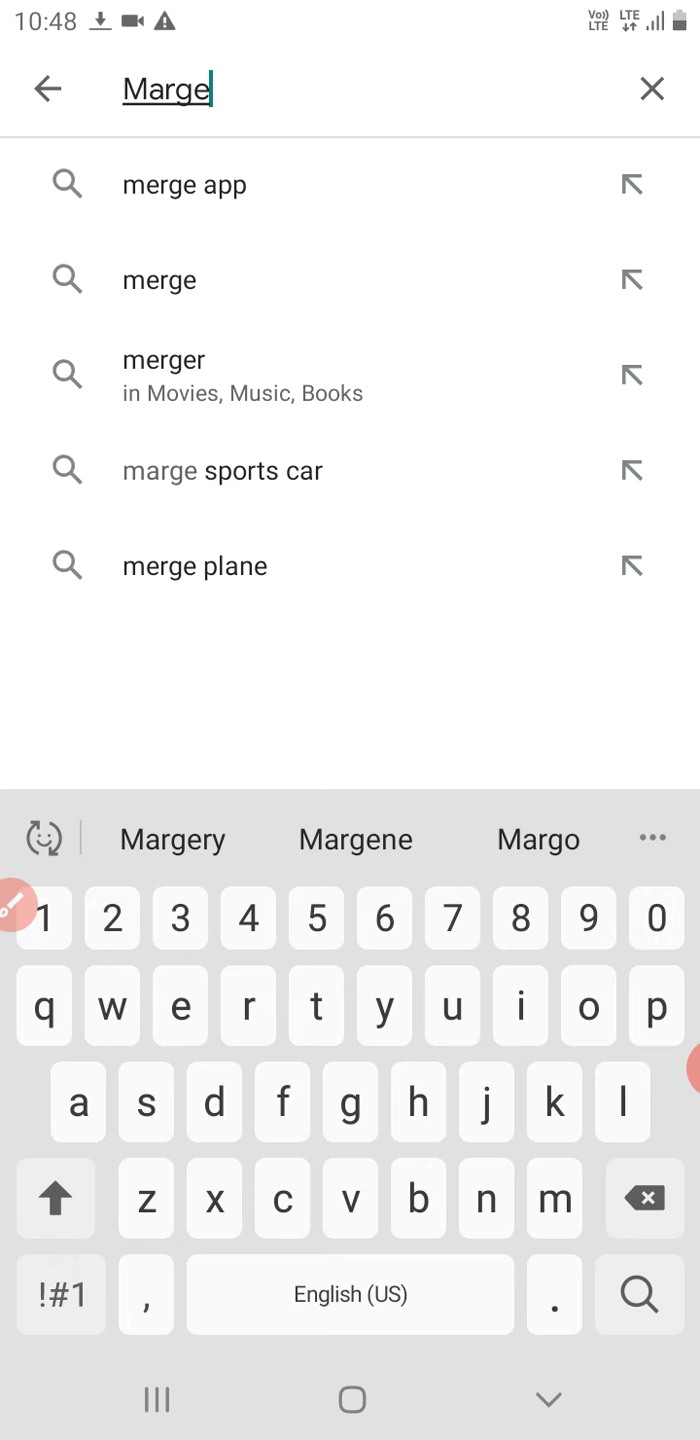 10:48 Vo)) LTE LTE
Marge
merge app
merge
merger
in Movies, Music, Books
marge sports car
merge plane
Margery Margene Margo
1 2 3 4 5 6 7 8 9 0
q w e r t y u i o p
a s d f g h j k l
z x c v b n m
!#1 , English (US) .